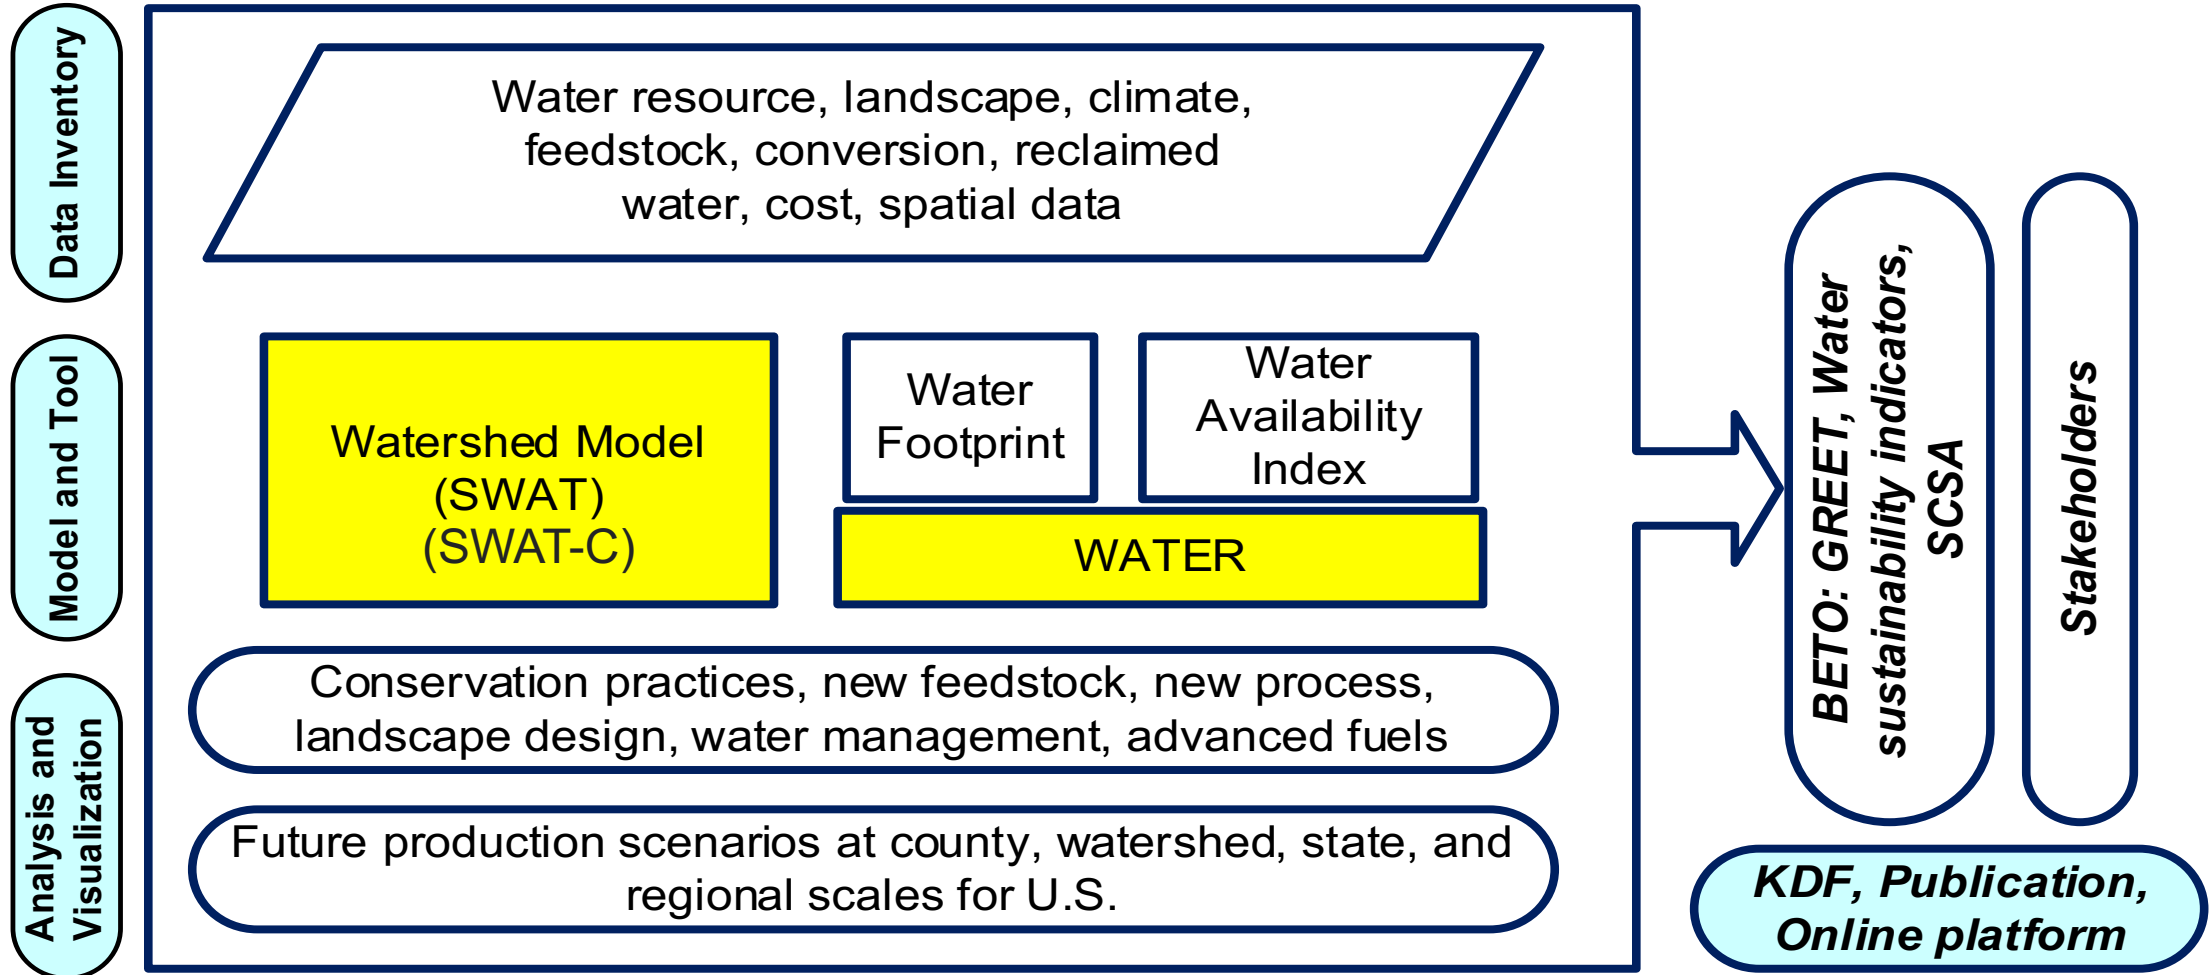 Data Inventory
Water resource, landscape, climate,
feedstock, conversion, reclaimed
water, cost, spatial data
Model and Tool
Watershed Model
(SWAT)
(SWAT-C)
Water
Footprint
Water
Availability
Index
WATER
Analysis and
Visualization
Conservation practices, new feedstock, new process,
landscape design, water management, advanced fuels
Future production scenarios at county, watershed, state, and
regional scales for U.S.
BETO: GREET, Water
sustainability indicators,
SCSA
Stakeholders
KDF, Publication,
Online platform